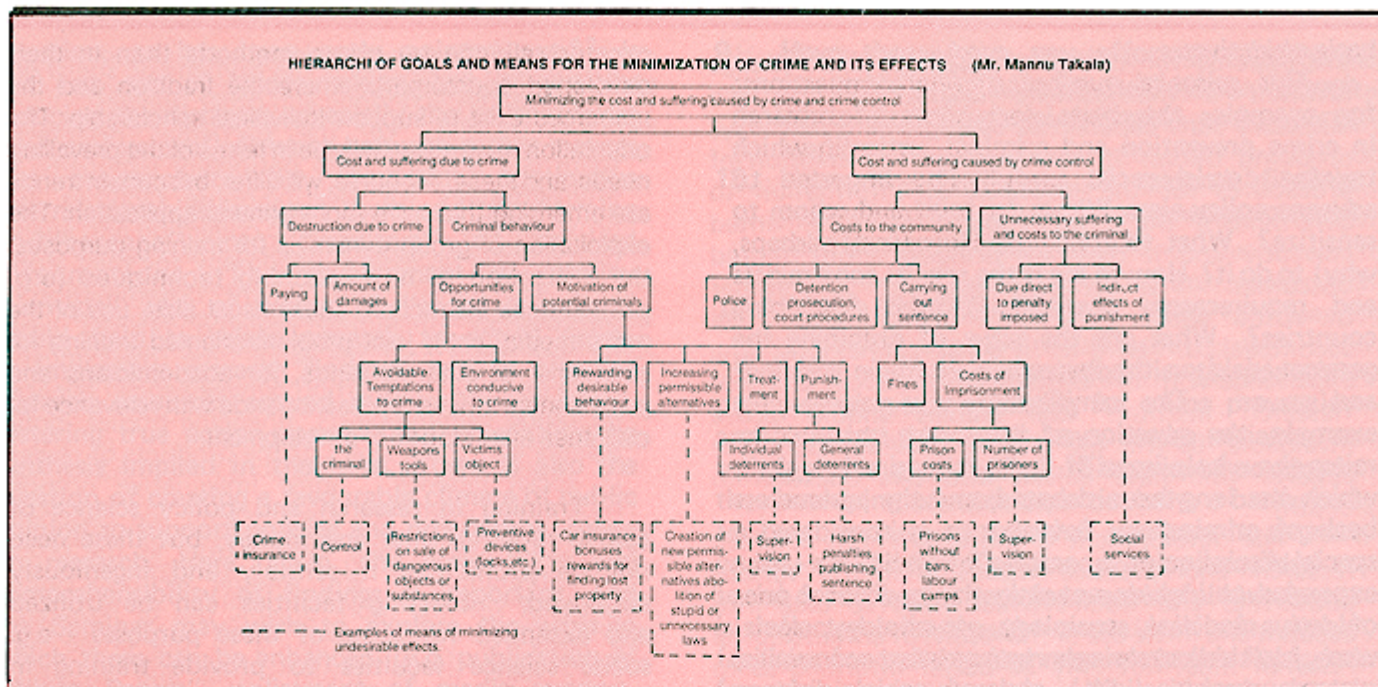 HIERARCHI OF GOALS AND MEANS FOR THE MINIMIZATION OF CRIME AND ITS EFFECTS (Mr. Mannu Takala)
Minimizing the cost and suffering caused by crime and crime control
Cost and suffering due to crime
Cost and suffering caused by crime control
Destruction due to crime
Criminal behaviour
Costs to the community
Unnecessary suffering
and costs to the criminal
Paying
Amount of
damages
Opportunities
for crime
Motivation of
potential criminals
Police
Detention
prosecution,
court procedures
Carrying
out
sentence
Due direct
to penalty
imposed
Indirect
effects of
punishment
Avoidable
Temptations
to crime
Environment
conducive
to crime
Rewarding
desirable
behaviour
Increasing
permissible
alternatives
Treat-
ment
Punish-
ment
Fines
Costs of
Imprisonment
the
criminal
Weapons
tools
Victims
object
Individual
deterrents
General
deterrents
Prison
costs
Number of
prisoners
Crime
insurance
Control
Restrictions
on sale of
dangerous
objects or
substances
Preventive
devices
(locks,etc.)
Car insurance
bonuses
rewards for
finding lost
property
Creation of
new permis-
sible alter-
natives abo-
lition of
stupid or
unnecessary
laws
Super-
vision
Harsh
penalties
publishing
sentence
Prisons
without
bars,
labour
camps
Super-
vision
Social
services
Examples of means of minimizing
undesirable effects.